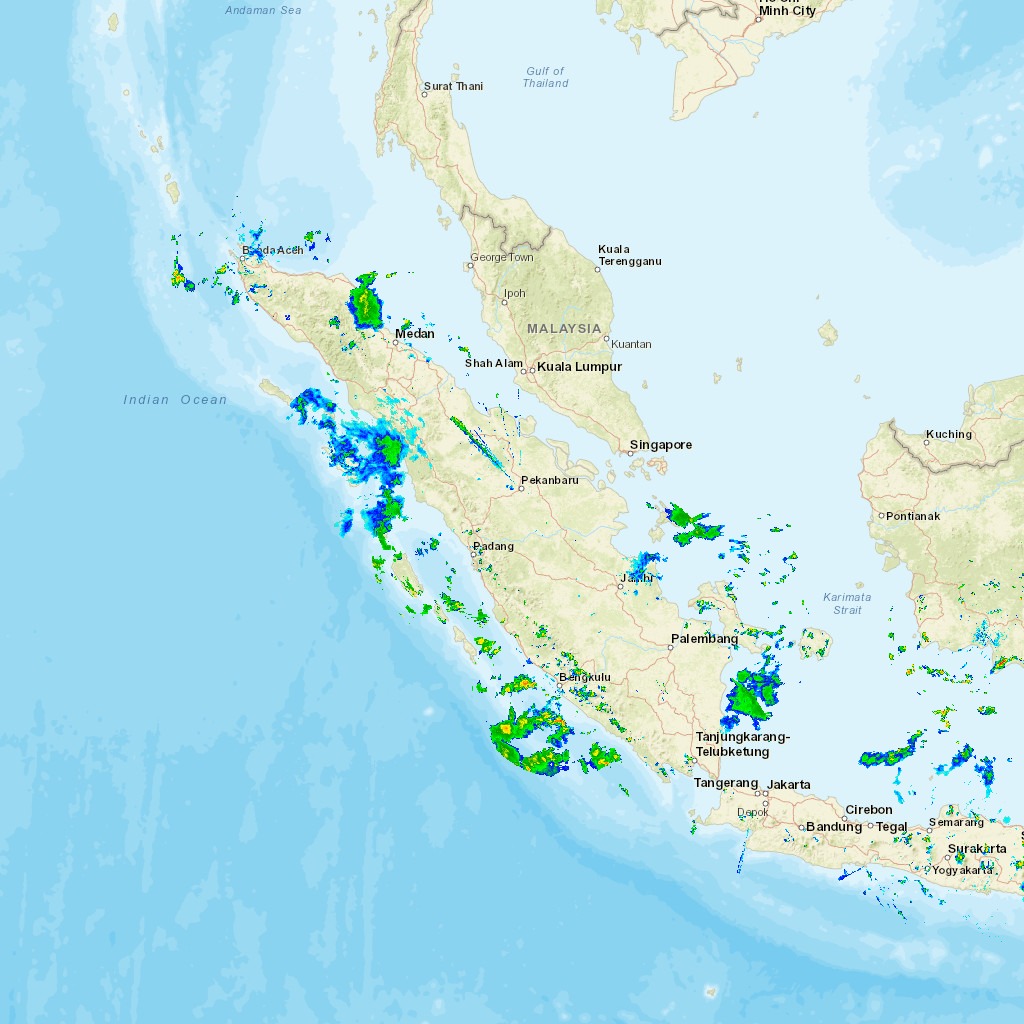 Andaman Sea
Minh City
Gulf of
Thailand
Surat Thani
Banda Aceh
George Town
Kuala
Terengganu
Ipoh
MALAYSIA
Medan
Kuantan
Shah Alam
Kuala Lumpur
Indian Ocean
Kuching
Singapore
Pekanbaru
Pontianak
Padang
Jambi
Karimata
Strait
Palembang
Bengkulu
Tanjungkarang-
Telubketung
Tangerang
Jakarta
Depok
Cirebon
Bandung
Tegal
Semarang
Surakarta
Yogyakarta